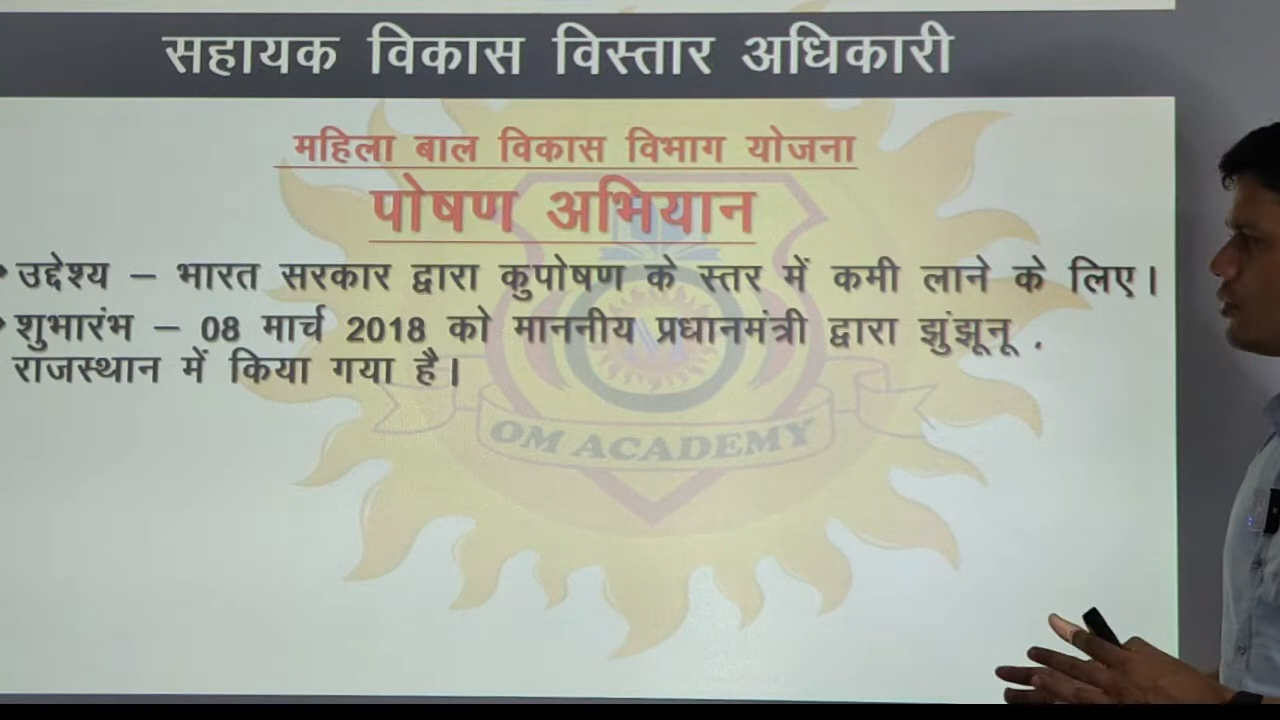 सहायक विकास विस्तार अधिकारी
महिला बाल विकास विभाग योजना
पोषण अभियान
उद्देश्य – भारत सरकार द्वारा कुपोषण के स्तर में कमी लाने के लिए।
शुभारंभ – 08 मार्च 2018 को माननीय प्रधानमंत्री द्वारा झुंझूनू .
राजस्थान में किया गया है।
OM ACADEMY